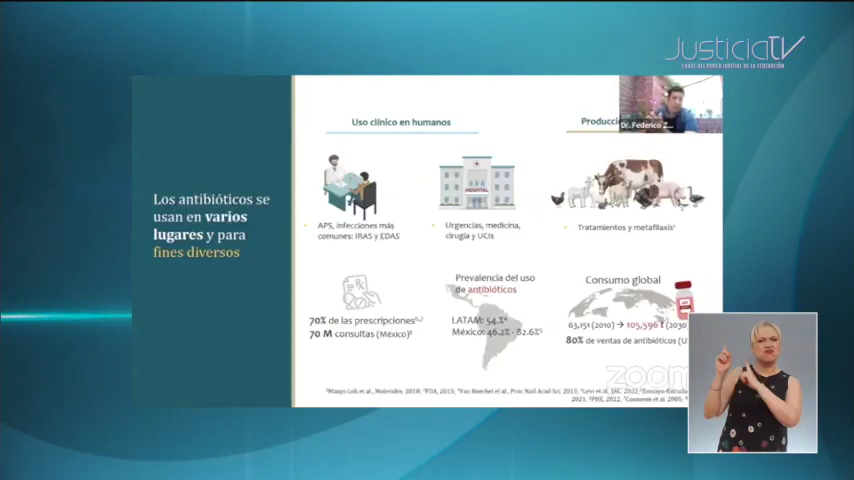 JusticiaTV
CANAL DEL PODER JUDICIAL DE LA FEDERACIÓN
Los antibióticos se
usan en varios
lugares y para
fines diversos
Uso clínico en humanos
Producci
Dr. Federico Z...
APS, infecciones más
comunes: IRAS y EDAS
Urgencias, medicina,
cirugía y UCIs
HOSPITAL
Tratamientos y metafilaxis
70% de las prescripciones
70 M consultas (México)
Prevalencia del uso
de antibióticos
LATAM: 54.%
México: 46.2% - 82.6%
Consumo global
63,151 (2010) → 105,596 t (2030
80% de ventas de antibióticos (U
zoom